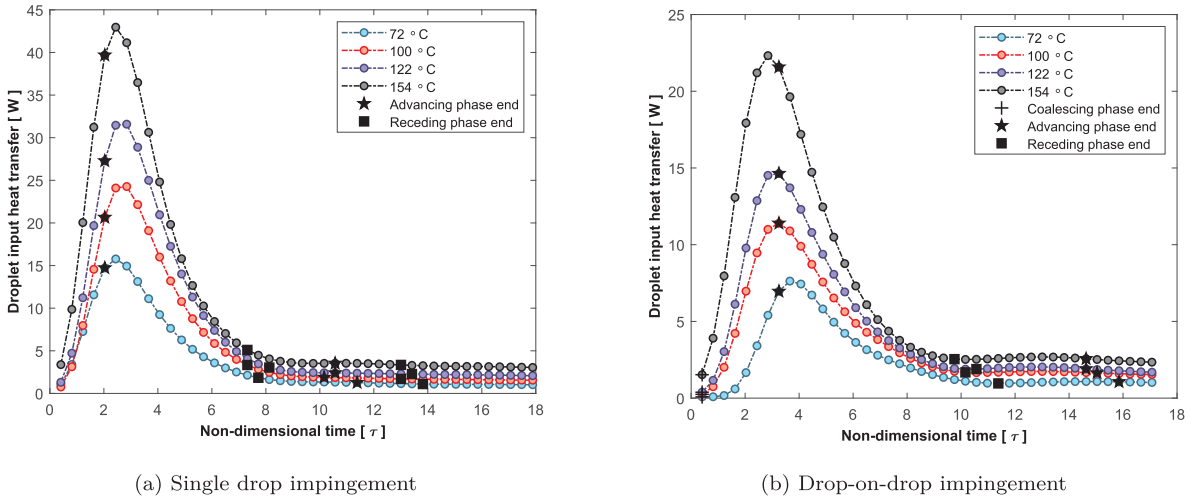 45
40
35
30
25
20
15
10
5
0
Droplet input heat transfer [ W ]
0 2 4 6 8 10 12 14 16 18
Non-dimensional time [ τ ]
72 °C
100 °C
122 °C
154 °C
Advancing phase end
Receding phase end
(a) Single drop impingement
25
20
15
10
5
0
Droplet input heat transfer [ W ]
0 2 4 6 8 10 12 14 16 18
Non-dimensional time [ τ ]
72 °C
100 °C
122 °C
154 °C
Coalescing phase end
Advancing phase end
Receding phase end
(b) Drop-on-drop impingement